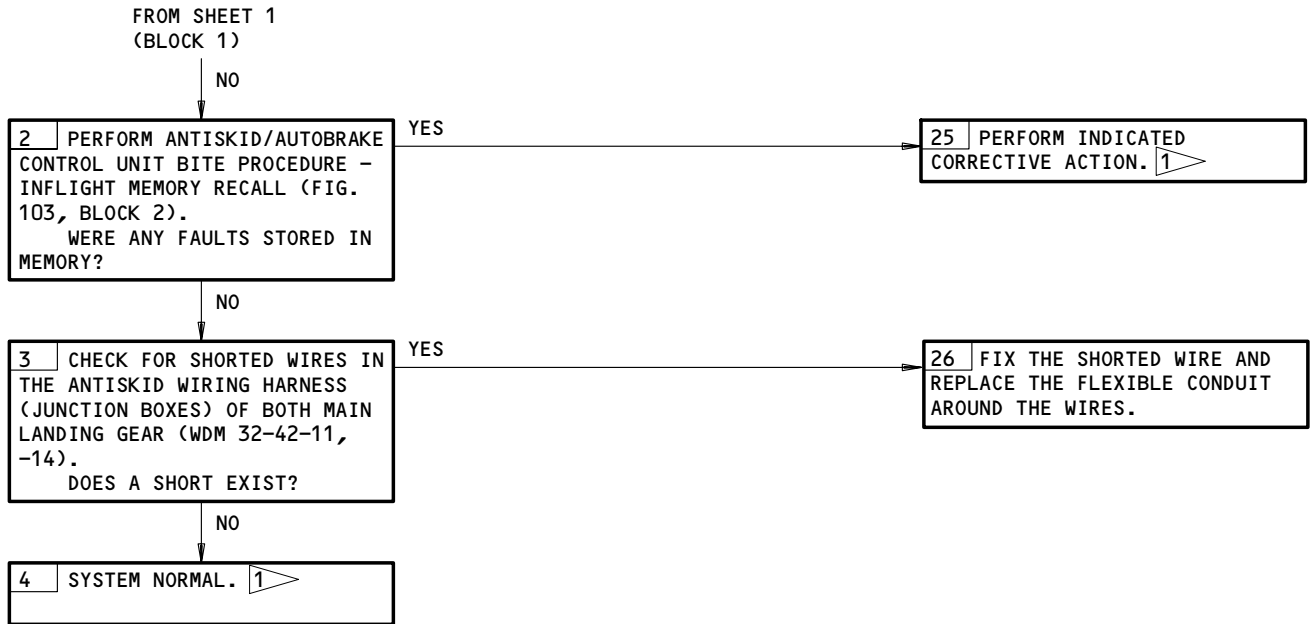 FROM SHEET 1
(BLOCK 1)
NO
2 PERFORM ANTISKID/AUTOBRAKE
CONTROL UNIT BITE PROCEDURE -
INFLIGHT MEMORY RECALL (FIG.
103, BLOCK 2).
WERE ANY FAULTS STORED IN
MEMORY?
YES
25 PERFORM INDICATED
CORRECTIVE ACTION. 1
NO
3 CHECK FOR SHORTED WIRES IN
THE ANTISKID WIRING HARNESS
(JUNCTION BOXES) OF BOTH MAIN
LANDING GEAR (WDM 32-42-11,
-14).
DOES A SHORT EXIST?
YES
26 FIX THE SHORTED WIRE AND
REPLACE THE FLEXIBLE CONDUIT
AROUND THE WIRES.
NO
4 SYSTEM NORMAL. 1